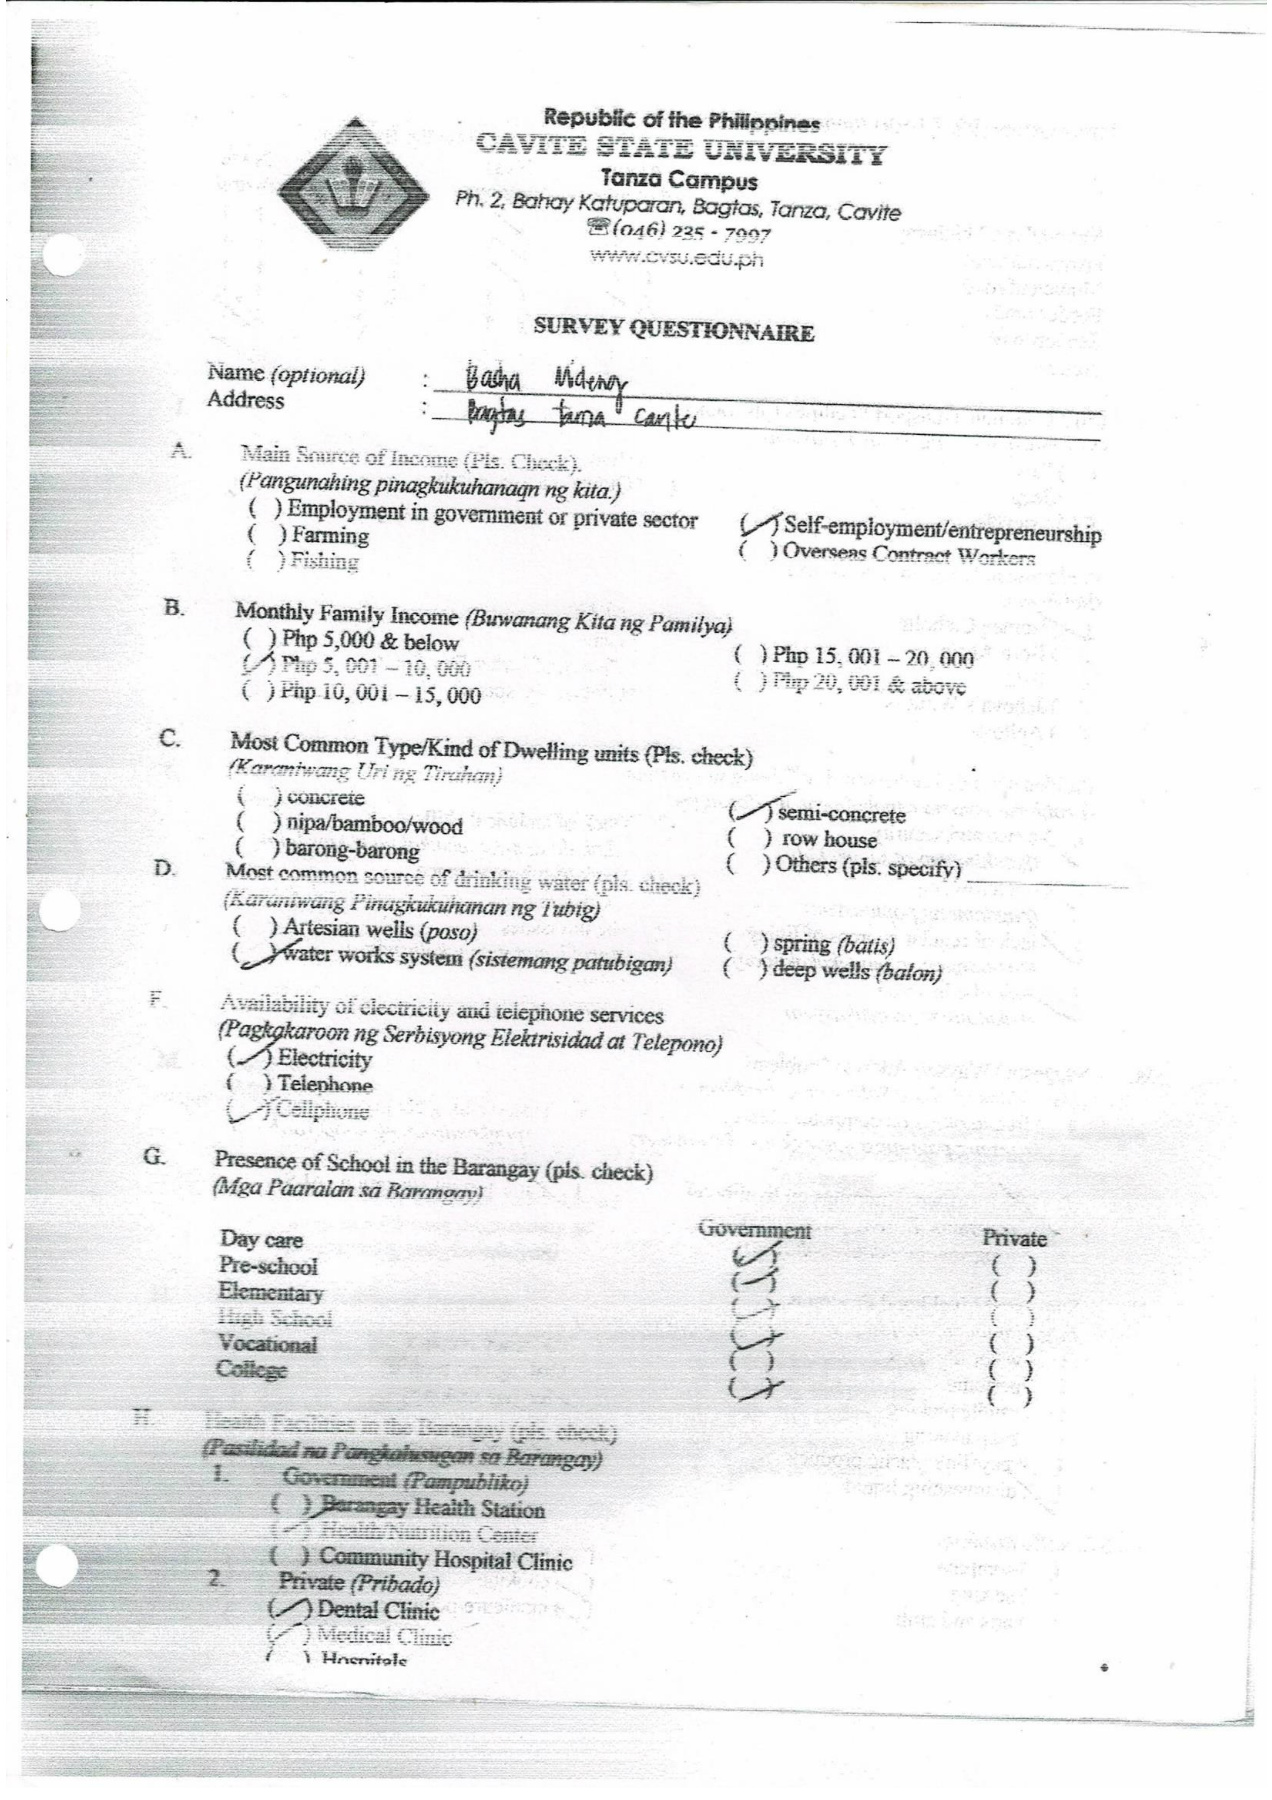 Republic of the Philippines
CAVITE STATE UNIVERSITY
Tanza Campus
Ph. 2, Bahay Katuparan, Bagtas, Tanza, Cavite
☏(046) 235 - 7997
www.cvsu.edu.ph
SURVEY QUESTIONNAIRE
Name (optional) : Basha
Address : Bagtas tanza cavite
A. Main Source of Income (Pls. Check).
(Pangunahing pinagkukuhanaqn ng kita.)
( ) Employment in government or private sector (✓) Self-employment/entrepreneurship
( ) Farming ( ) Overseas Contract Workers
( ) Fishing
B. Monthly Family Income (Buwanang Kita ng Pamilya)
( ) Php 5,000 & below ( ) Php 15, 001 – 20, 000
(✓) Php 5, 001 – 10, 000 ( ) Php 20, 001 & above
( ) Php 10, 001 – 15, 000
C. Most Common Type/Kind of Dwelling units (Pls. check)
(Karaniwang Uri ng Tirahan)
( ) concrete (✓) semi-concrete
( ) nipa/bamboo/wood ( ) row house
( ) barong-barong ( ) Others (pls. specify)
D. Most common source of drinking water (pls. check)
(Karaniwang Pinagkukuhanan ng Tubig)
( ) Artesian wells (poso) ( ) spring (batis)
(✓) water works system (sistemang patubigan) ( ) deep wells (balon)
F. Availability of electricity and telephone services
(Pagkakaroon ng Serbisyong Elektrisidad at Telepono)
(✓) Electricity
( ) Telephone
(✓) Cellphone
G. Presence of School in the Barangay (pls. check)
(Mga Paaralan sa Barangay)
Government Private
Day care (✓) ( )
Pre-school (✓) ( )
Elementary (✓) ( )
High School (✓) ( )
Vocational ( ) ( )
College (✓) ( )
H. Health Facilities in the Barangay (pls. check)
(Pasilidad na Pangkalusugan sa Barangay)
1. Government (Pampubliko)
( ) Barangay Health Station
(✓) Health/Nutrition Center
( ) Community Hospital Clinic
2. Private (Pribado)
(✓) Dental Clinic
(✓) Medical Clinic
( ) Hospitals